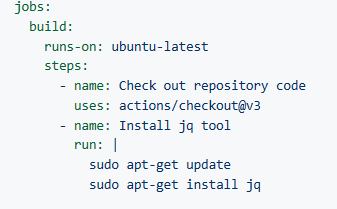 jobs:
  build:
    runs-on: ubuntu-latest
    steps:
      - name: Check out repository code
        uses: actions/checkout@v3
      - name: Install jq tool
        run: |
          sudo apt-get update
          sudo apt-get install jq